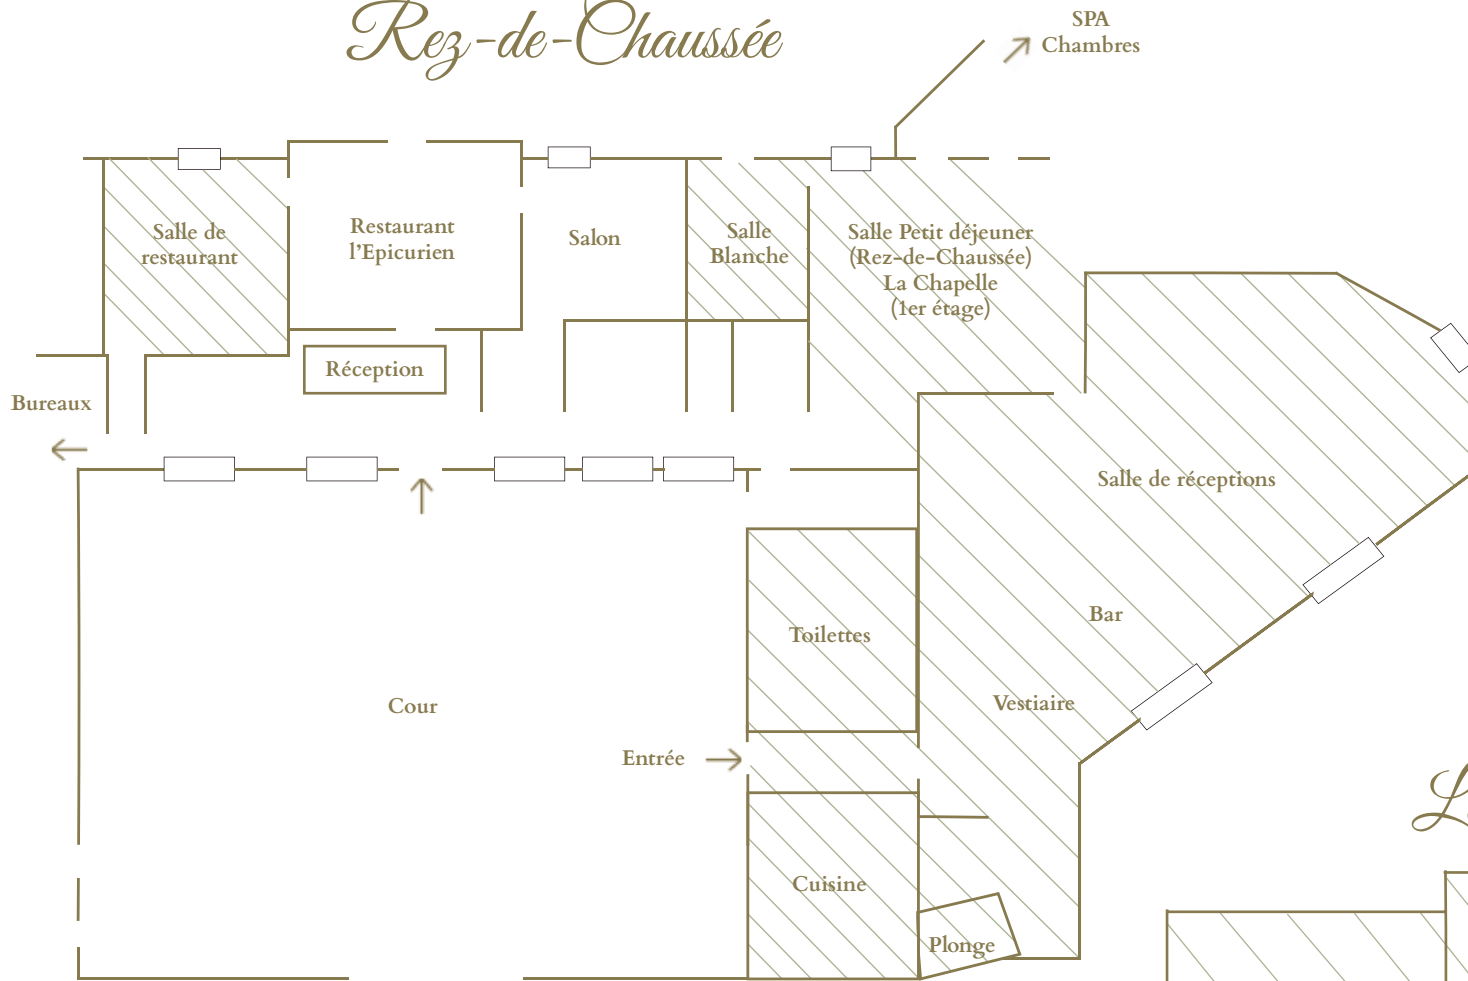 Rez-de-Chaussée
SPA
Chambres
Salle de
restaurant
Restaurant
l’Epicurien
Salon
Salle
Blanche
Salle Petit déjeuner
(Rez-de-Chaussée)
La Chapelle
(1er étage)
Réception
Bureaux
Salle de réceptions
Bar
Toilettes
Vestiaire
Cour
Entrée
Cuisine
Plonge